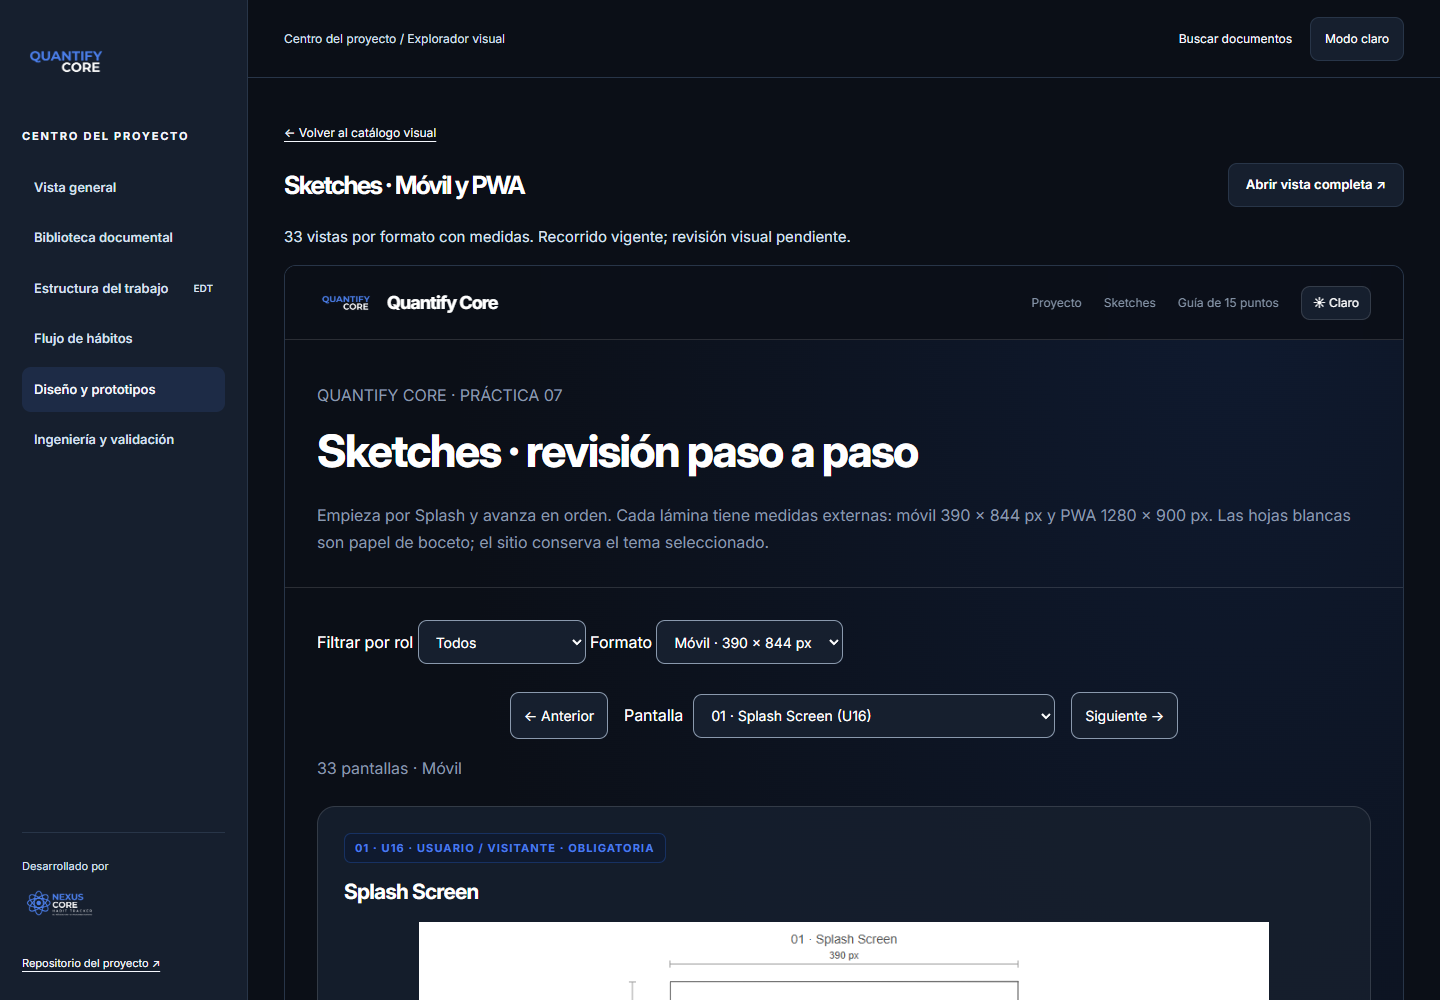 QUANTIFY
CORE
CENTRO DEL PROYECTO
Vista general
Biblioteca documental
Estructura del trabajo EDT
Flujo de hábitos
Diseño y prototipos
Ingeniería y validación
Desarrollado por
NEXUS
CORE
HABIT TRACKER
Repositorio del proyecto ↗
Centro del proyecto / Explorador visual
Buscar documentos
Modo claro
← Volver al catálogo visual
Sketches · Móvil y PWA
Abrir vista completa ↗
33 vistas por formato con medidas. Recorrido vigente; revisión visual pendiente.
QUANTIFY
CORE
Quantify Core
Proyecto
Sketches
Guía de 15 puntos
☀ Claro
QUANTIFY CORE · PRÁCTICA 07
Sketches · revisión paso a paso
Empieza por Splash y avanza en orden. Cada lámina tiene medidas externas: móvil 390 × 844 px y PWA 1280 × 900 px. Las hojas blancas
son papel de boceto; el sitio conserva el tema seleccionado.
Filtrar por rol Todos Formato Móvil · 390 × 844 px
← Anterior Pantalla 01 · Splash Screen (U16) Siguiente →
33 pantallas · Móvil
01 · U16 · USUARIO / VISITANTE · OBLIGATORIA
Splash Screen
01 · Splash Screen
390 px